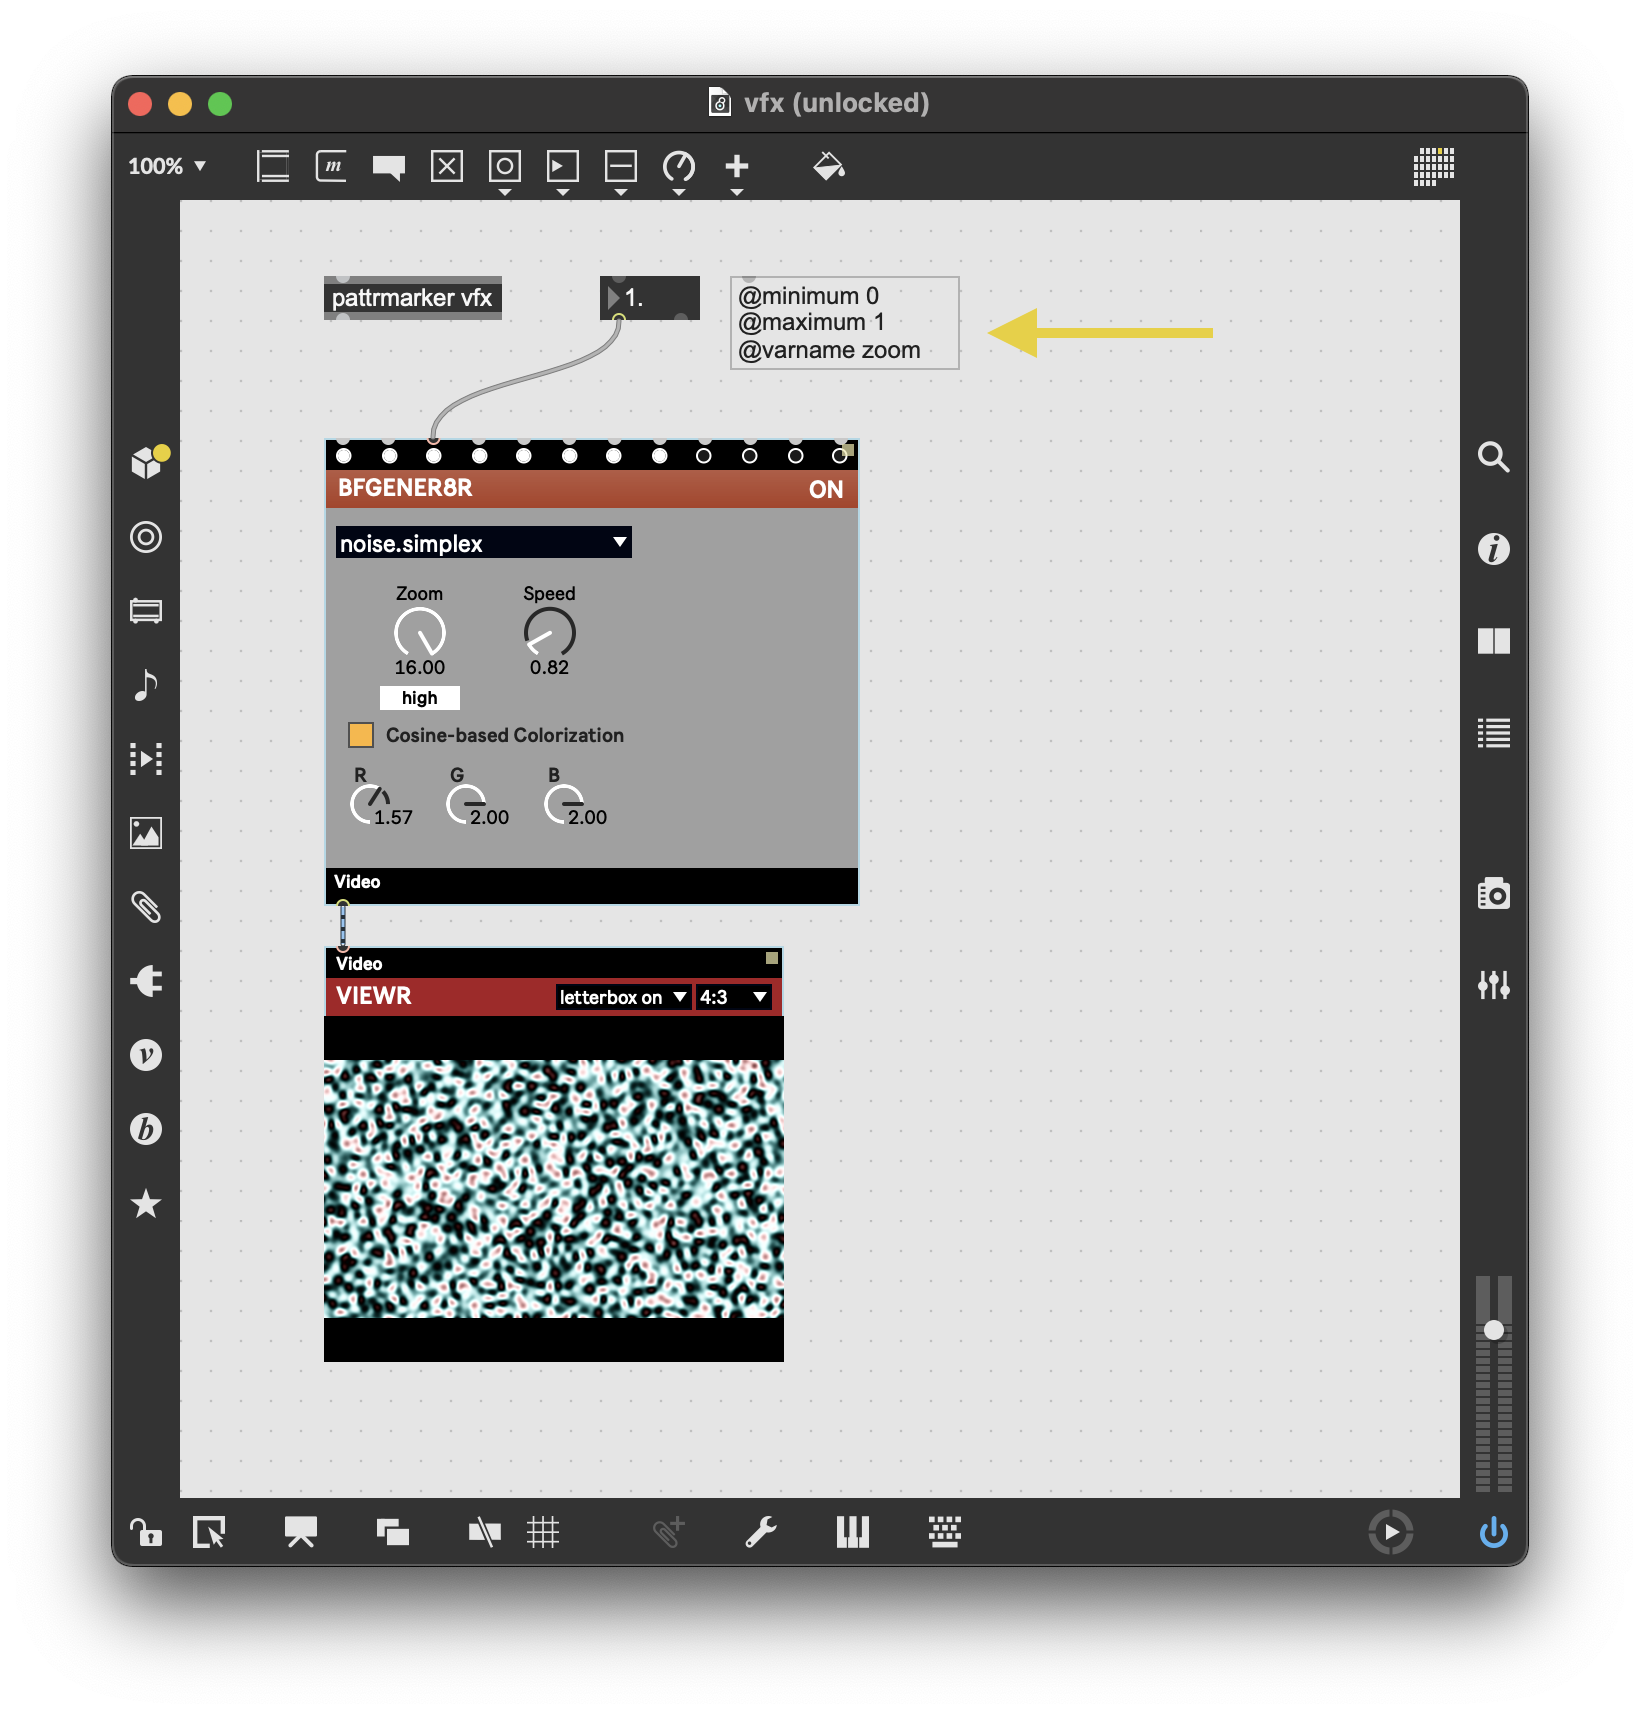 vfx (unlocked)
100%
m
pattrmarker vfx
1.
@minimum 0
@maximum 1
@varname zoom
BFGENER8R
ON
noise.simplex
Zoom
Speed
16.00
0.82
high
Cosine-based Colorization
R
G
B
1.57
2.00
2.00
Video
Video
VIEWR
letterbox on
4:3
i
v
b